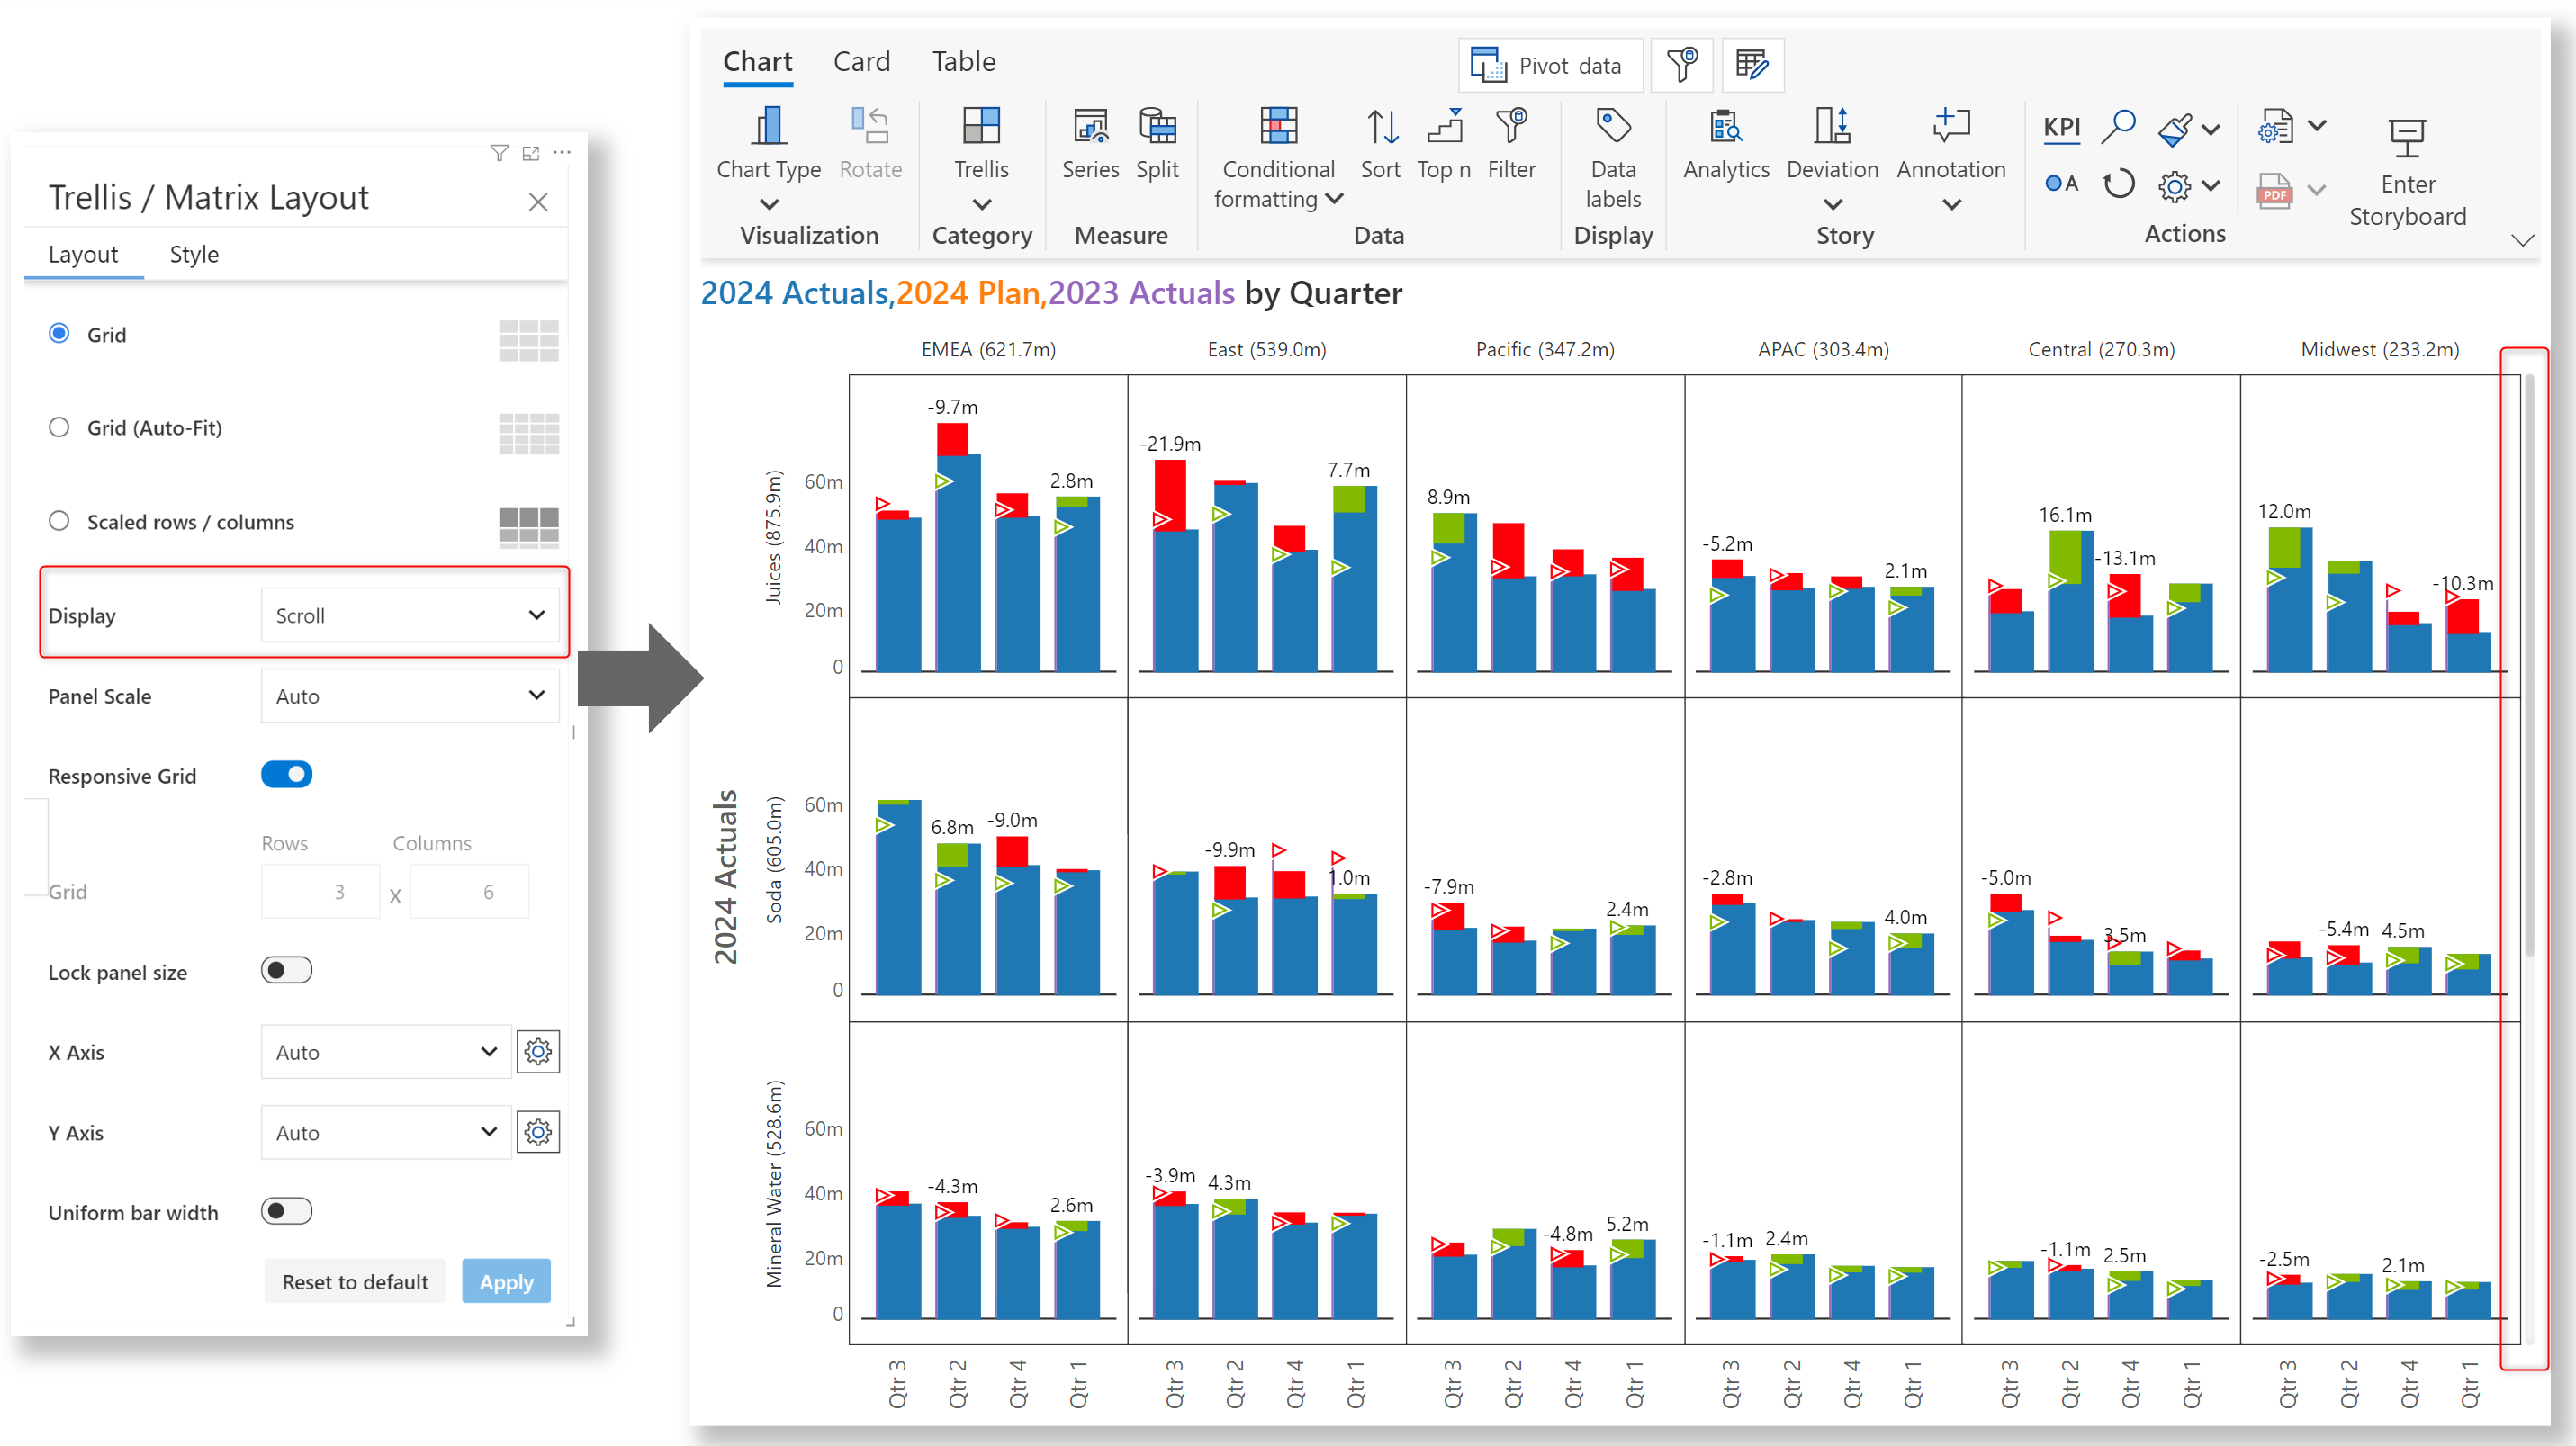 Trellis / Matrix Layout
Layout
Style
Grid
Grid (Auto-Fit)
Scaled rows / columns
Display
Scroll
Panel Scale
Auto
Responsive Grid
Rows
Columns
Grid
3
x
6
Lock panel size
X Axis
Auto
Y Axis
Auto
Uniform bar width
Reset to default
Apply
Chart
Card
Table
Pivot data
Chart Type
Rotate
Visualization
Trellis
Category
Series
Split
Measure
Conditional
formatting
Sort
Top n
Filter
Data
Data
labels
Display
Analytics
Deviation
Annotation
Story
KPI
A
Actions
PDF
Enter
Storyboard
2024 Actuals,2024 Plan,2023 Actuals by Quarter
EMEA (621.7m)
East (539.0m)
Pacific (347.2m)
APAC (303.4m)
Central (270.3m)
Midwest (233.2m)
2024 Actuals
Juices (875.9m)
60m
40m
20m
0
-9.7m
2.8m
-21.9m
7.7m
8.9m
-5.2m
2.1m
16.1m
-13.1m
12.0m
-10.3m
Soda (605.0m)
60m
40m
20m
0
6.8m
-9.0m
-9.9m
1.0m
-7.9m
2.4m
-2.8m
4.0m
-5.0m
3.5m
-5.4m
4.5m
Mineral Water (528.6m)
60m
40m
20m
0
-4.3m
2.6m
-3.9m
4.3m
-4.8m
5.2m
-1.1m
2.4m
-1.1m
2.5m
-2.5m
2.1m
Qtr 3
Qtr 2
Qtr 4
Qtr 1
Qtr 3
Qtr 2
Qtr 4
Qtr 1
Qtr 3
Qtr 2
Qtr 4
Qtr 1
Qtr 3
Qtr 2
Qtr 4
Qtr 1
Qtr 3
Qtr 2
Qtr 4
Qtr 1
Qtr 3
Qtr 2
Qtr 4
Qtr 1